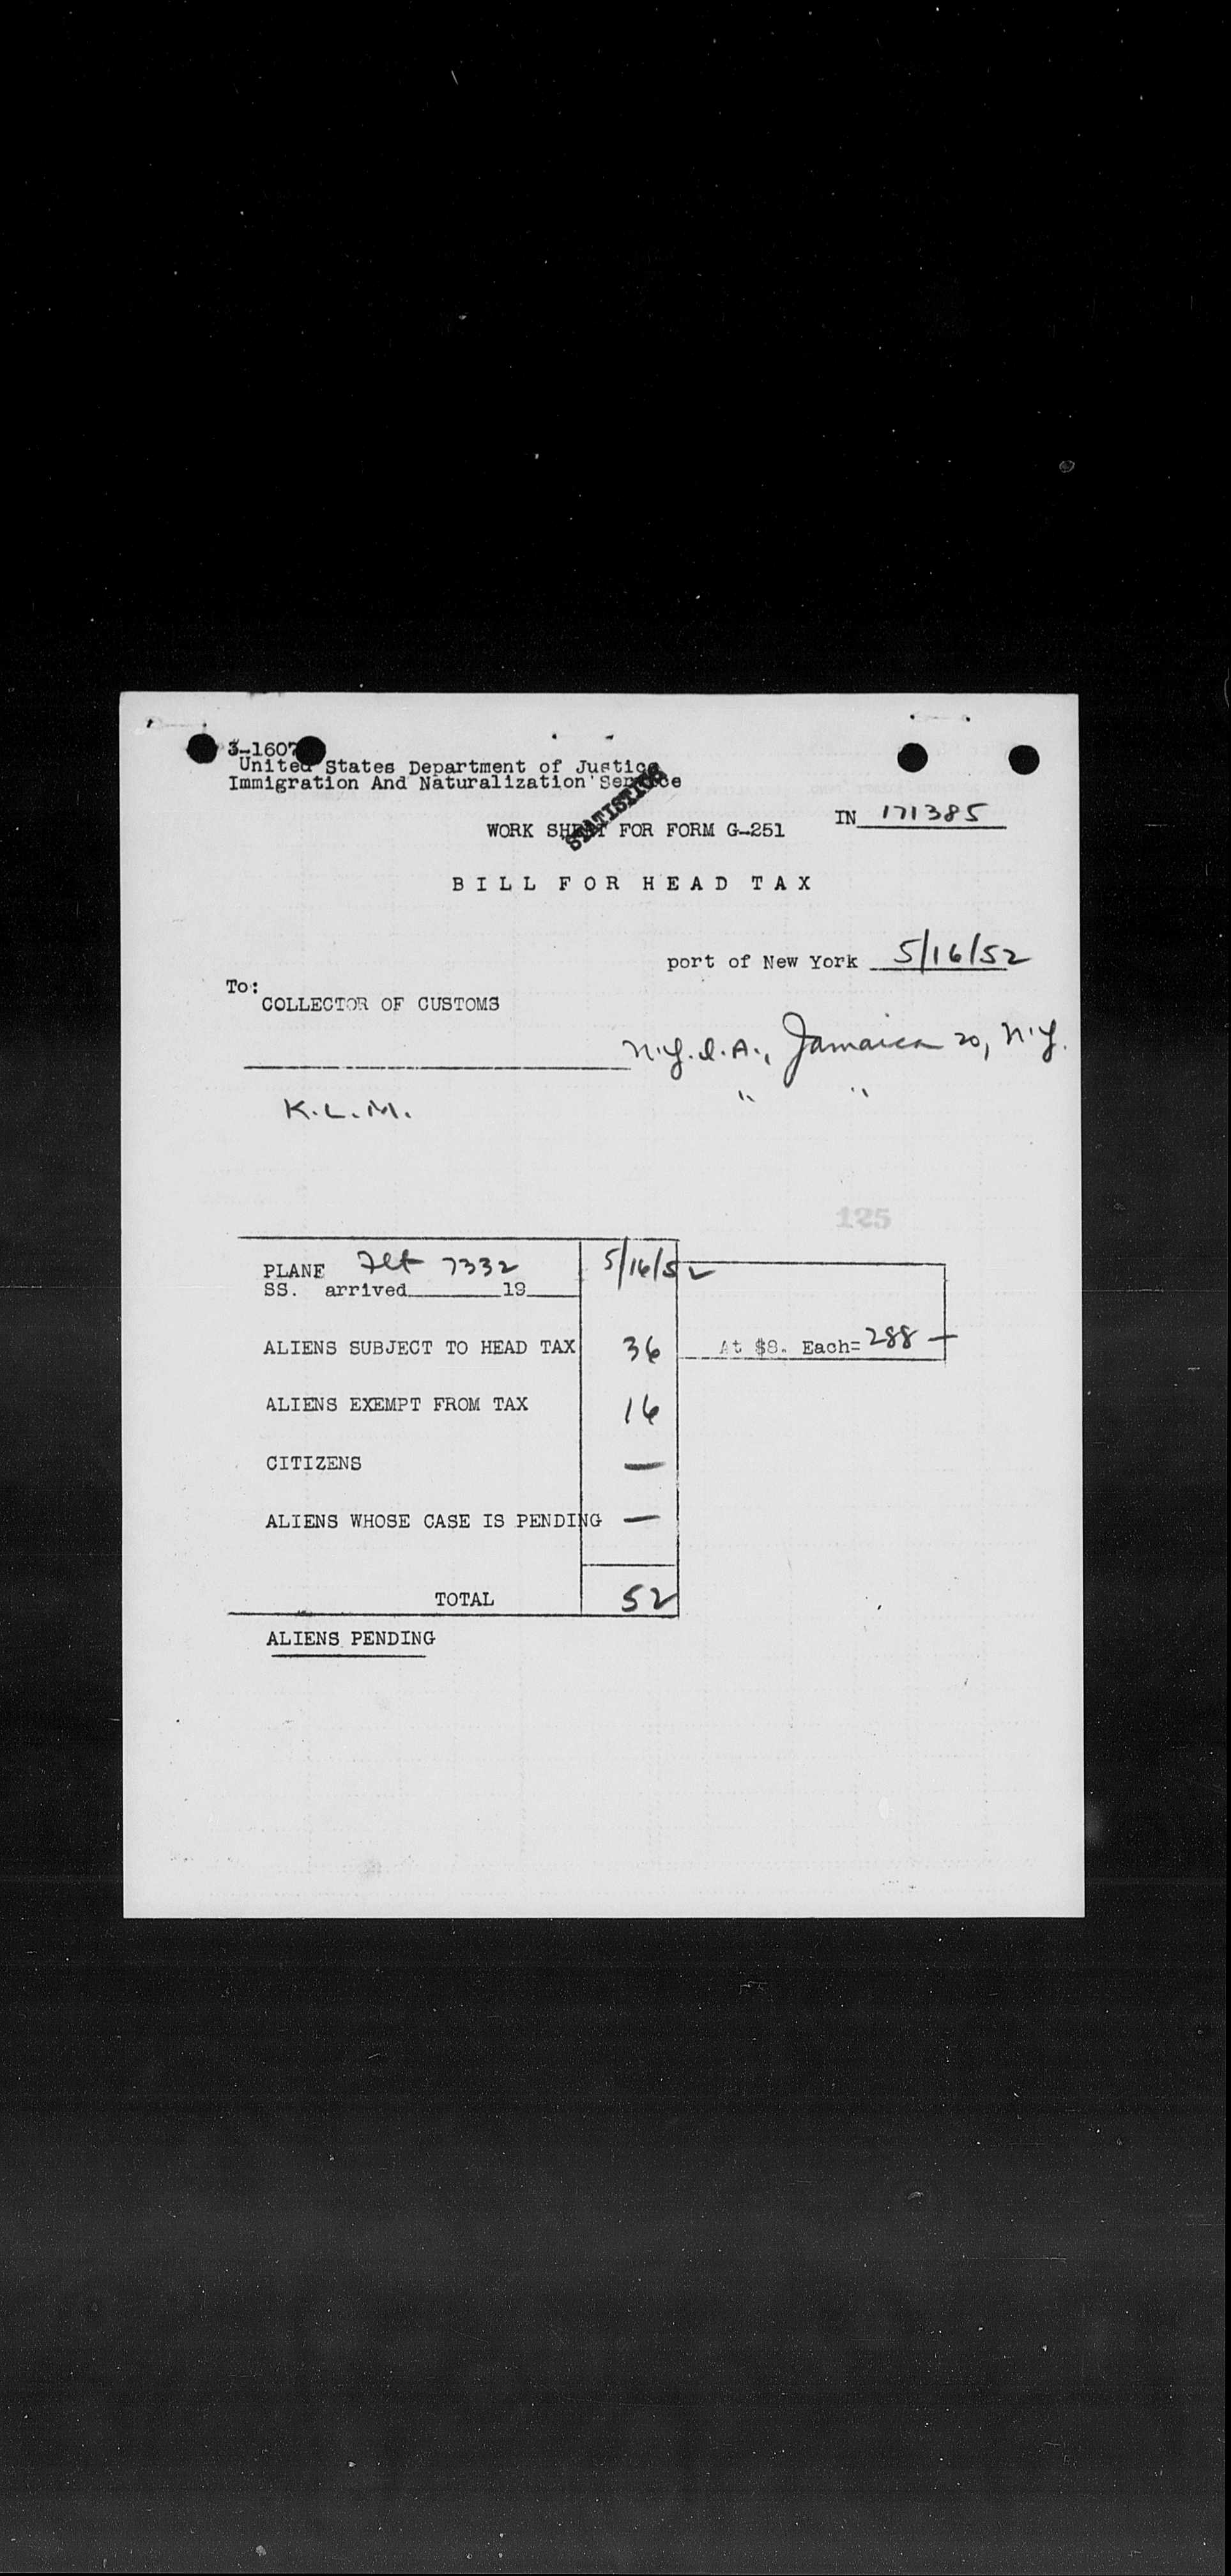 3-1607
United States Department of Justice
Immigration And Naturalization Service
STATISTICS
WORK SHEET FOR FORM G-251
IN 171385
BILL FOR HEAD TAX
port of New York 5/16/52
To:
COLLECTOR OF CUSTOMS
N.Y.I.A., Jamaica 20, N.Y.
K.L.M. " "
125
PLANE Flt 7332 5/16/52
SS. arrived 19
ALIENS SUBJECT TO HEAD TAX 36 At $8. Each= 288 —
ALIENS EXEMPT FROM TAX 16
CITIZENS —
ALIENS WHOSE CASE IS PENDING —
TOTAL 52
ALIENS PENDING